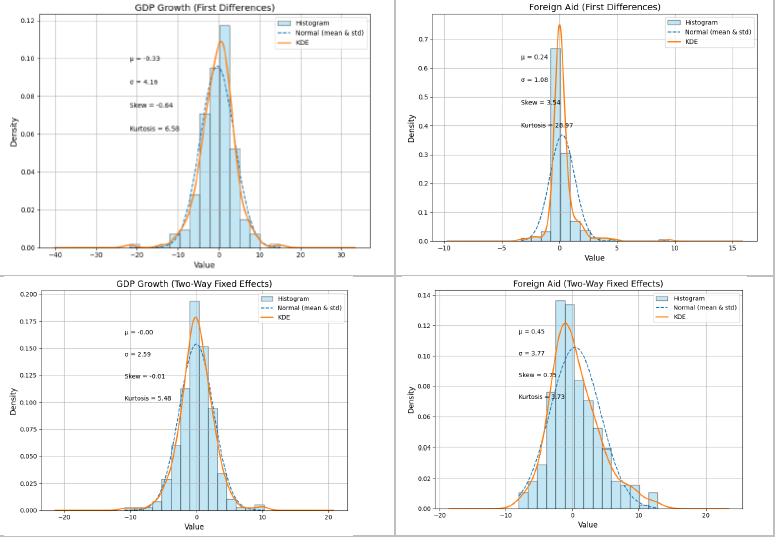 GDP Growth (First Differences)
Histogram
Normal (mean & std)
KDE
μ = -0.33
σ = 4.16
Skew = -0.64
Kurtosis = 6.58
Density
0.12
0.10
0.08
0.06
0.04
0.02
0.00
−40 −30 −20 −10 0 10 20 30
Value
Foreign Aid (First Differences)
Histogram
Normal (mean & std)
KDE
μ = 0.24
σ = 1.08
Skew = 3.54
Kurtosis = 28.97
Density
0.7
0.6
0.5
0.4
0.3
0.2
0.1
0.0
−10 −5 0 5 10 15
Value
GDP Growth (Two-Way Fixed Effects)
Histogram
Normal (mean & std)
KDE
μ = -0.00
σ = 2.59
Skew = -0.01
Kurtosis = 5.48
Density
0.200
0.175
0.150
0.125
0.100
0.075
0.050
0.025
0.000
−20 −10 0 10 20
Value
Foreign Aid (Two-Way Fixed Effects)
Histogram
Normal (mean & std)
KDE
μ = 0.45
σ = 3.77
Skew = 0.75
Kurtosis = 3.73
Density
0.14
0.12
0.10
0.08
0.06
0.04
0.02
0.00
−20 −10 0 10 20
Value